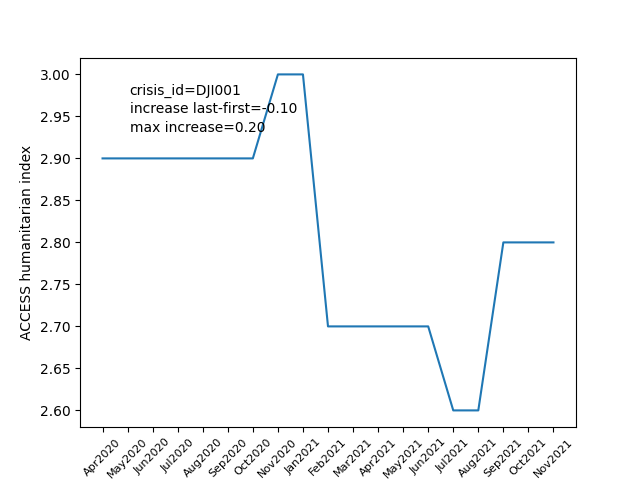 3.00
2.95
2.90
2.85
2.80
2.75
2.70
2.65
2.60
ACCESS humanitarian index
crisis_id=DJI001
increase last-first=-0.10
max increase=0.20
Apr2020
May2020
Jun2020
Jul2020
Aug2020
Sep2020
Oct2020
Nov2020
Jan2021
Feb2021
Mar2021
Apr2021
May2021
Jun2021
Jul2021
Aug2021
Sep2021
Oct2021
Nov2021